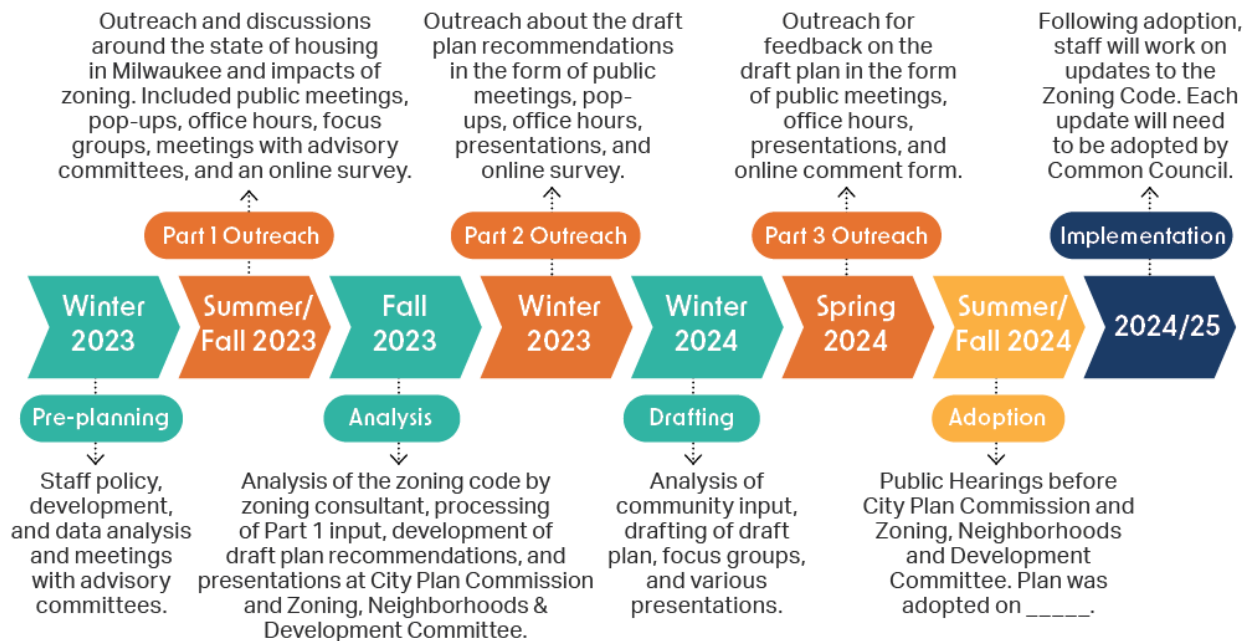 Outreach and discussions
around the state of housing
in Milwaukee and impacts of
zoning. Included public meetings,
pop-ups, office hours, focus
groups, meetings with advisory
committees, and an online survey.
Outreach about the draft
plan recommendations
in the form of public
meetings, pop-
ups, office hours,
presentations, and
online survey.
Outreach for
feedback on the
draft plan in the form
of public meetings,
office hours,
presentations, and
online comment form.
Following adoption,
staff will work on
updates to the
Zoning Code. Each
update will need
to be adopted by
Common Council.
Part 1 Outreach
Part 2 Outreach
Part 3 Outreach
Implementation
Winter
2023
Summer/
Fall 2023
Fall
2023
Winter
2023
Winter
2024
Spring
2024
Summer/
Fall 2024
2024/25
Pre-planning
Analysis
Drafting
Adoption
Staff policy,
development,
and data analysis
and meetings
with advisory
committees.
Analysis of the zoning code by
zoning consultant, processing
of Part 1 input, development of
draft plan recommendations, and
presentations at City Plan Commission
and Zoning, Neighborhoods &
Development Committee.
Analysis of
community input,
drafting of draft
plan, focus groups,
and various
presentations.
Public Hearings before
City Plan Commission and
Zoning, Neighborhoods
and Development
Committee. Plan was
adopted on _____.